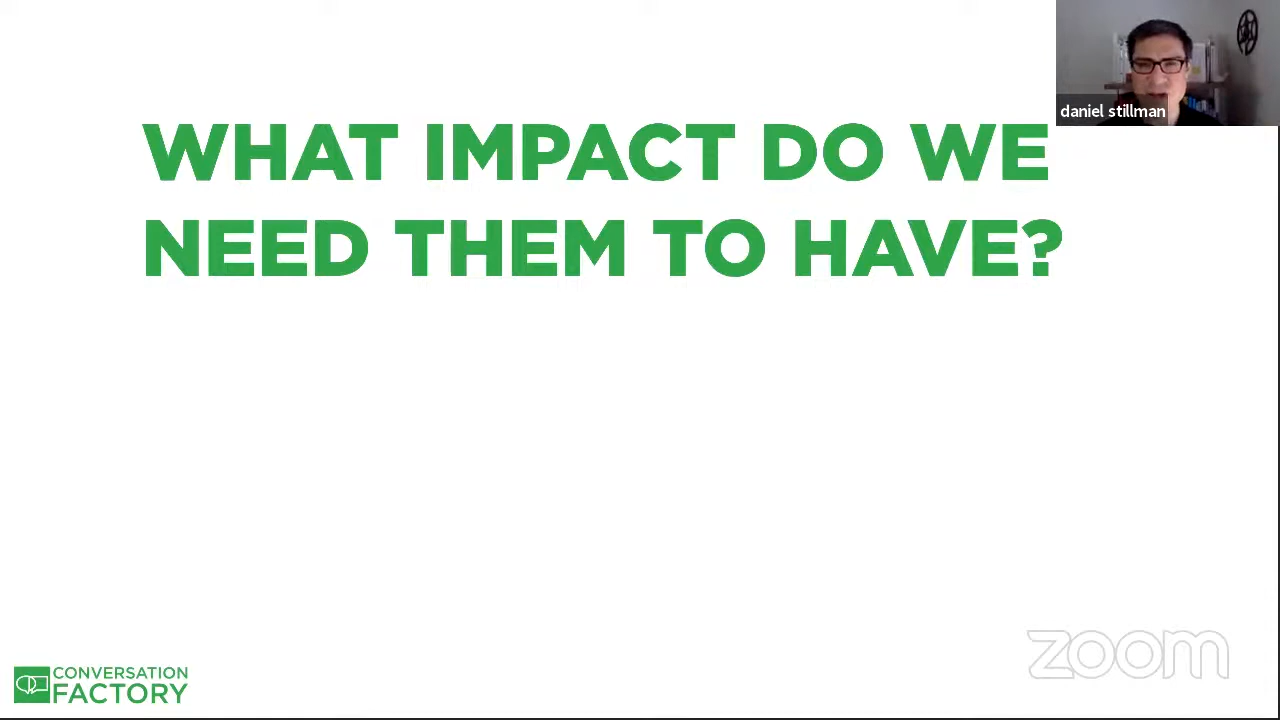 daniel stillman
WHAT IMPACT DO WE
NEED THEM TO HAVE?
CONVERSATION
FACTORY
zoom